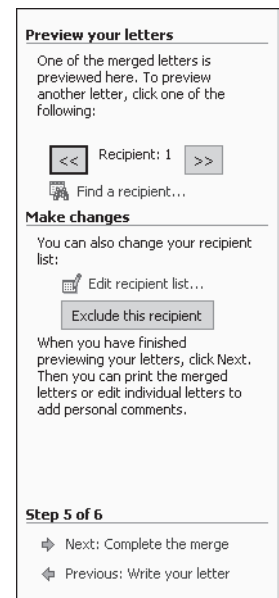 Preview your letters
One of the merged letters is
previewed here. To preview
another letter, click one of the
following:
<< Recipient: 1 >>
Find a recipient...
Make changes
You can also change your recipient
list:
Edit recipient list...
Exclude this recipient
When you have finished
previewing your letters, click Next.
Then you can print the merged
letters or edit individual letters to
add personal comments.
Step 5 of 6
Next: Complete the merge
Previous: Write your letter